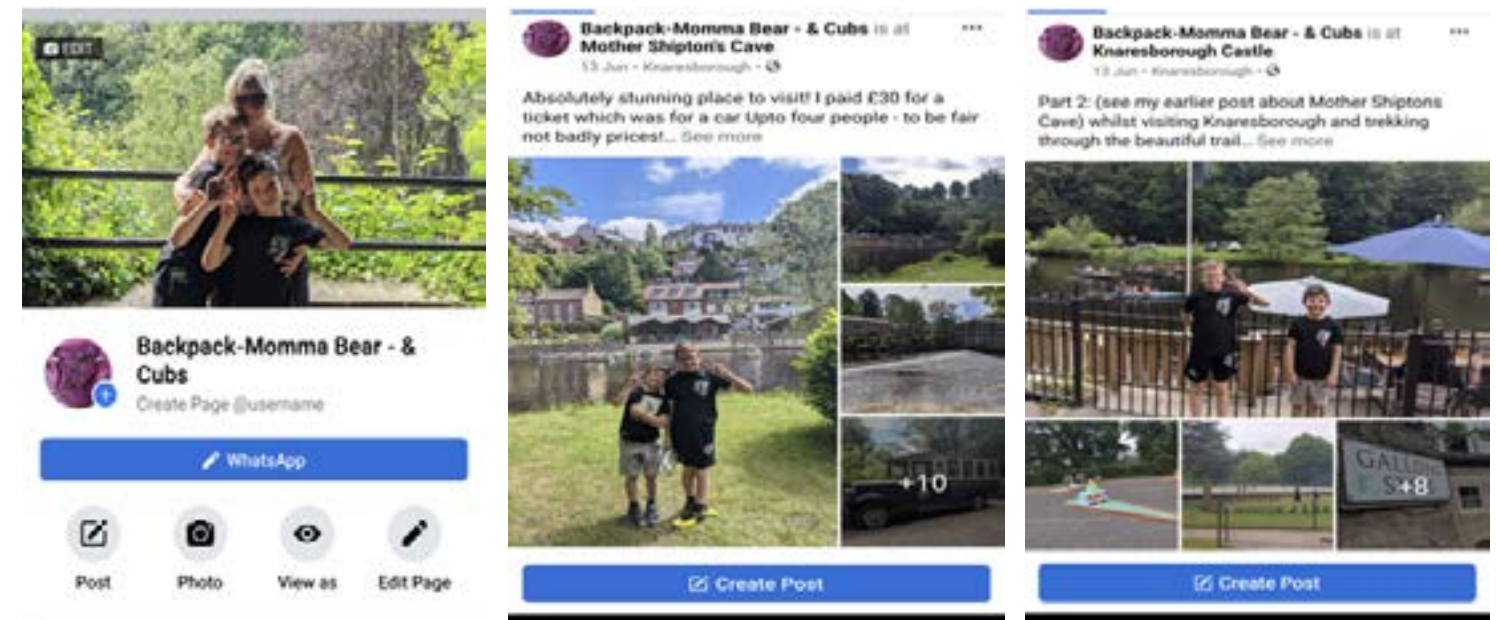 EDIT
Backpack-Momma Bear - &
Cubs
Create Page @username
WhatsApp
Post
Photo
View as
Edit Page
Backpack-Momma Bear - & Cubs is at
Mother Shipton's Cave
13 Jun • Knaresborough •
Absolutely stunning place to visit! I paid £30 for a
ticket which was for a car Upto four people - to be fair
not badly prices!... See more
+10
Create Post
Backpack-Momma Bear - & Cubs is at
Knaresborough Castle
13 Jun • Knaresborough •
Part 2: (see my earlier post about Mother Shiptons
Cave) whilst visiting Knaresborough and trekking
through the beautiful trail... See more
+8
Create Post